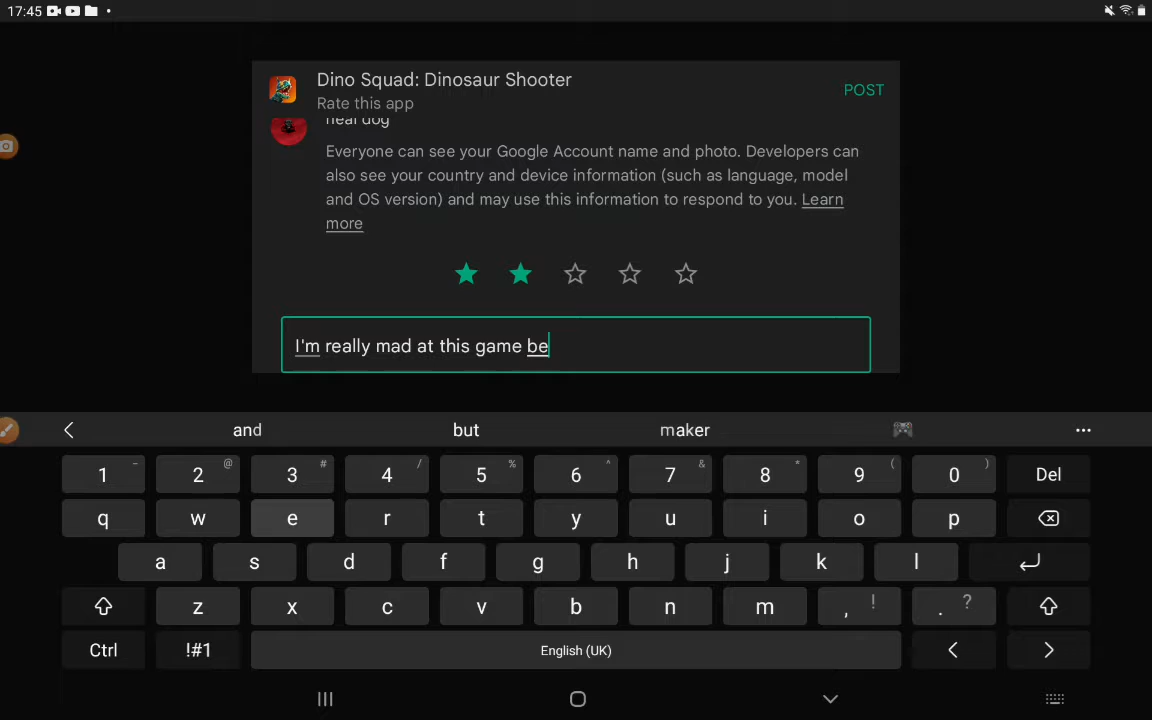 17:45
Dino Squad: Dinosaur Shooter
Rate this app
POST
neal dog
Everyone can see your Google Account name and photo. Developers can
also see your country and device information (such as language, model
and OS version) and may use this information to respond to you. Learn
more
I'm really mad at this game be
and but maker
1 - 2 @ 3 # 4 / 5 % 6 ^ 7 & 8 * 9 ( 0 ) Del
q w e r t y u i o p
a s d f g h j k l
z x c v b n m , ! . ?
Ctrl !#1 English (UK) < >